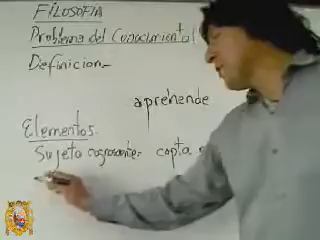 FILOSOFIA
Problema del Conocimiento
Definicion
aprehende
Elementos.
Sujeto cognoscente= capta